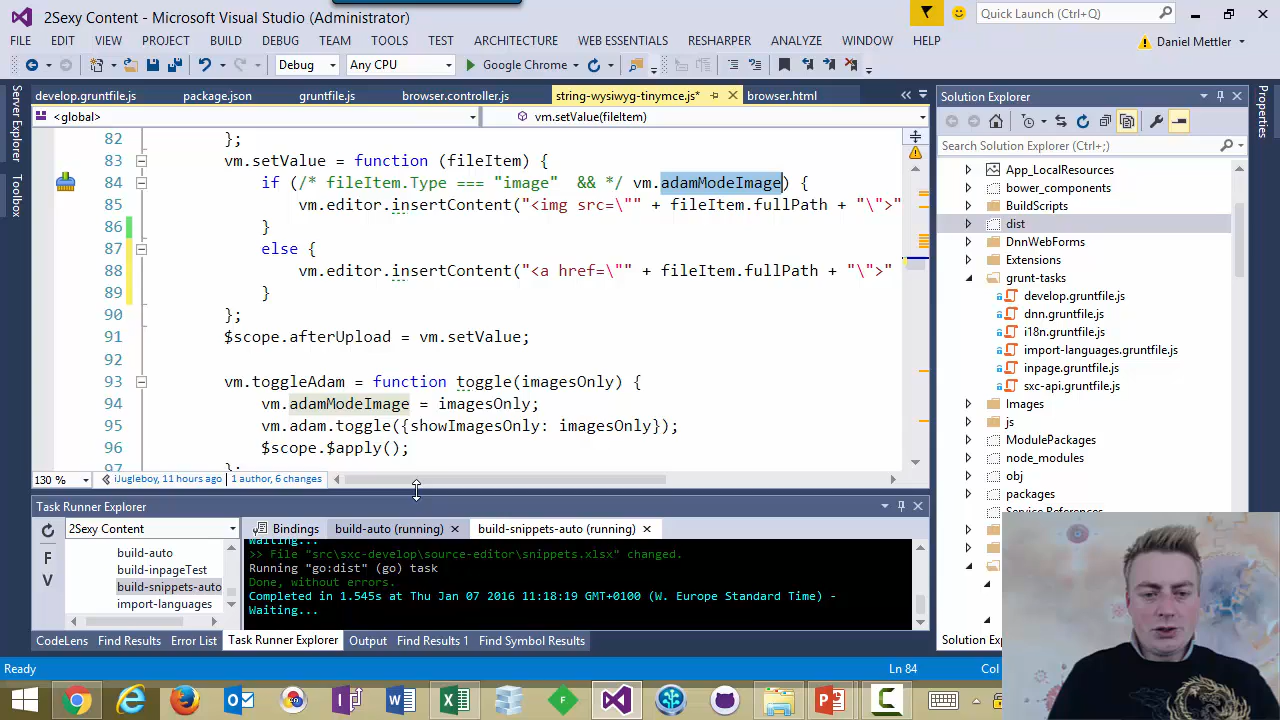 2Sexy Content - Microsoft Visual Studio (Administrator)
Quick Launch (Ctrl+Q)
FILE EDIT VIEW PROJECT BUILD DEBUG TEAM TOOLS TEST ARCHITECTURE WEB ESSENTIALS RESHARPER ANALYZE WINDOW HELP
Daniel Mettler
Debug Any CPU Google Chrome
Server Explorer
Toolbox
develop.gruntfile.js package.json gruntfile.js browser.controller.js string-wysiwyg-tinymce.js* browser.html
<global> vm.setValue(fileItem)
82 };
83 vm.setValue = function (fileItem) {
84 if (/* fileItem.Type === "image" && */ vm.adamModeImage) {
85 vm.editor.insertContent("<img src=\"" + fileItem.fullPath + "\">"
86 }
87 else {
88 vm.editor.insertContent("<a href=\"" + fileItem.fullPath + "\">"
89 }
90 };
91 $scope.afterUpload = vm.setValue;
92
93 vm.toggleAdam = function toggle(imagesOnly) {
94 vm.adamModeImage = imagesOnly;
95 vm.adam.toggle({showImagesOnly: imagesOnly});
96 $scope.$apply();
97 };
130 % iJugleboy, 11 hours ago | 1 author, 6 changes
Task Runner Explorer
2Sexy Content
build-auto
build-inpageTest
build-snippets-auto
import-languages
F
V
Bindings build-auto (running) build-snippets-auto (running)
Waiting...
>> File "src\sxc-develop\source-editor\snippets.xlsx" changed.
Running "go:dist" (go) task
Done, without errors.
Completed in 1.545s at Thu Jan 07 2016 11:18:19 GMT+0100 (W. Europe Standard Time) -
Waiting...
CodeLens Find Results Error List Task Runner Explorer Output Find Results 1 Find Symbol Results
Solution Explorer
Search Solution Explorer (Ctrl+;)
App_LocalResources
bower_components
BuildScripts
dist
DnnWebForms
Extensions
grunt-tasks
develop.gruntfile.js
dnn.gruntfile.js
i18n.gruntfile.js
import-languages.gruntfile.js
inpage.gruntfile.js
sxc-api.gruntfile.js
Images
js
ModulePackages
node_modules
obj
packages
Solution Exp
Properties
Ready Ln 84 Col